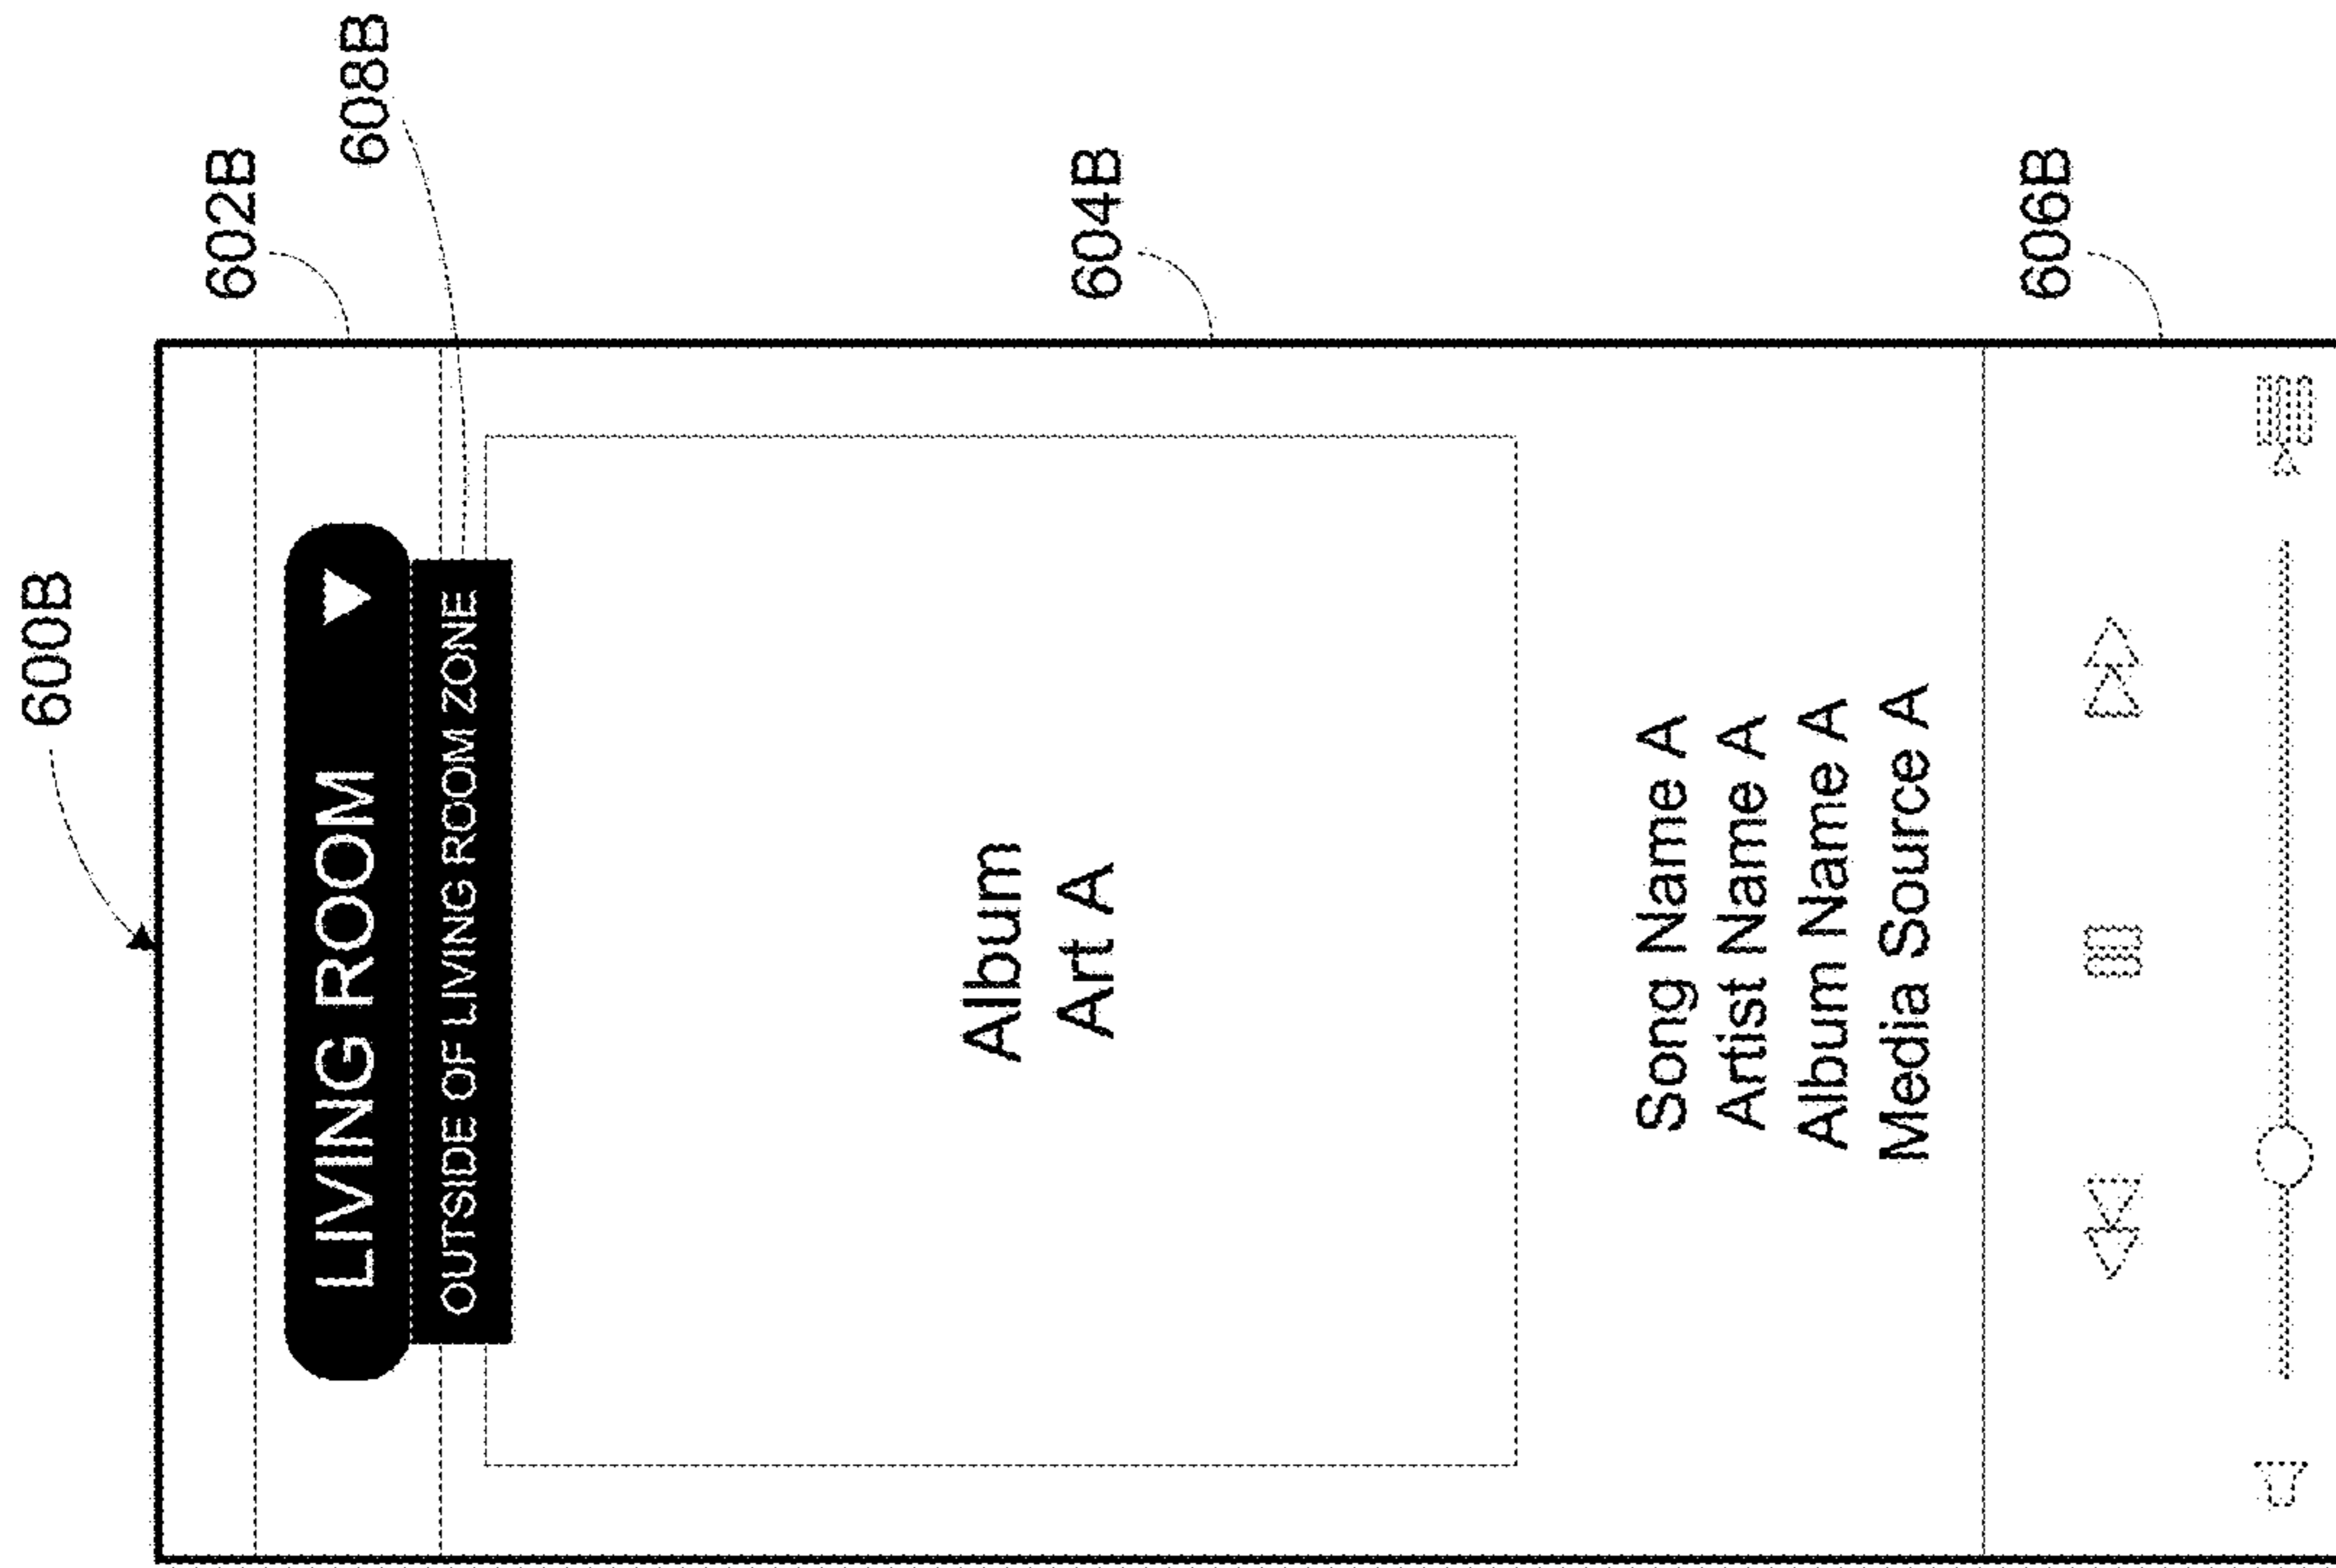 600B
602B
608B
LIVING ROOM
OUTSIDE OF LIVING ROOM ZONE
604B
Album
Art A
Song Name A
Artist Name A
Album Name A
Media Source A
606B